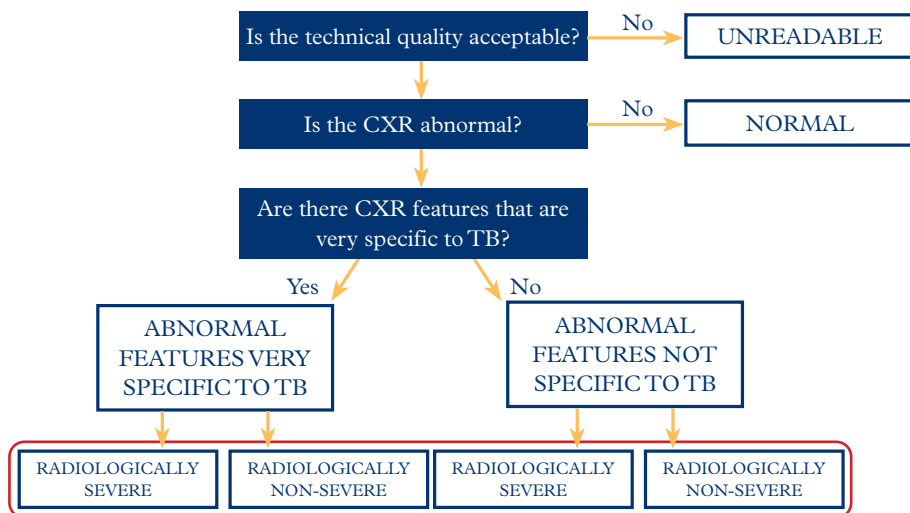 Is the technical quality acceptable?
No
UNREADABLE
Is the CXR abnormal?
No
NORMAL
Are there CXR features that are
very specific to TB?
Yes
No
ABNORMAL
FEATURES VERY
SPECIFIC TO TB
ABNORMAL
FEATURES NOT
SPECIFIC TO TB
RADIOLOGICALLY
SEVERE
RADIOLOGICALLY
NON-SEVERE
RADIOLOGICALLY
SEVERE
RADIOLOGICALLY
NON-SEVERE